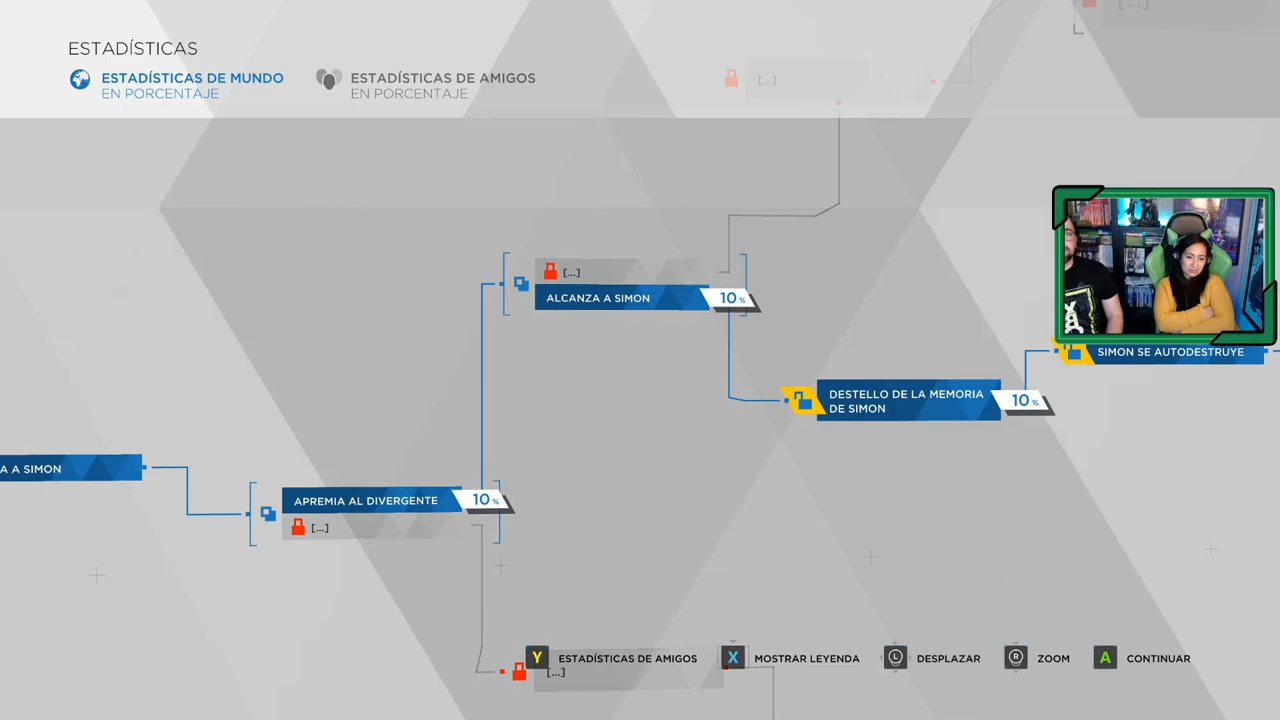 ESTADÍSTICAS
ESTADÍSTICAS DE MUNDO
EN PORCENTAJE
ESTADÍSTICAS DE AMIGOS
EN PORCENTAJE
[...]
[...]
[...]
ALCANZA A SIMON 10%
SIMON SE AUTODESTRUYE
DESTELLO DE LA MEMORIA
DE SIMON 10%
A A SIMON
APREMIA AL DIVERGENTE 10%
[...]
[...]
Y ESTADÍSTICAS DE AMIGOS X MOSTRAR LEYENDA L DESPLAZAR R ZOOM A CONTINUAR